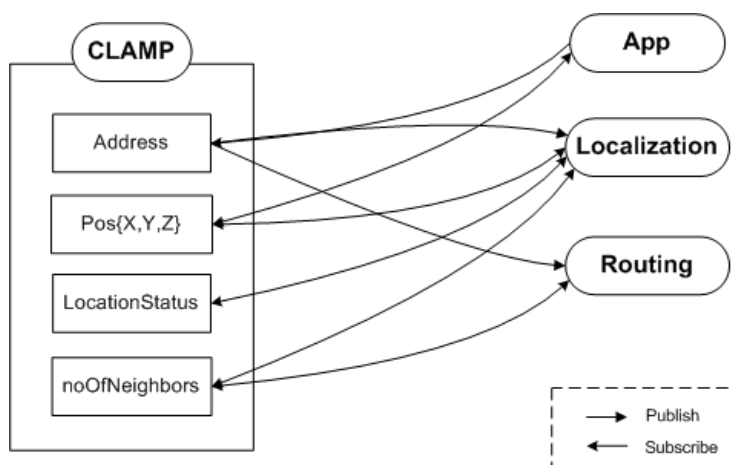 CLAMP
Address
Pos{X,Y,Z}
LocationStatus
noOfNeighbors
App
Localization
Routing
Publish
Subscribe